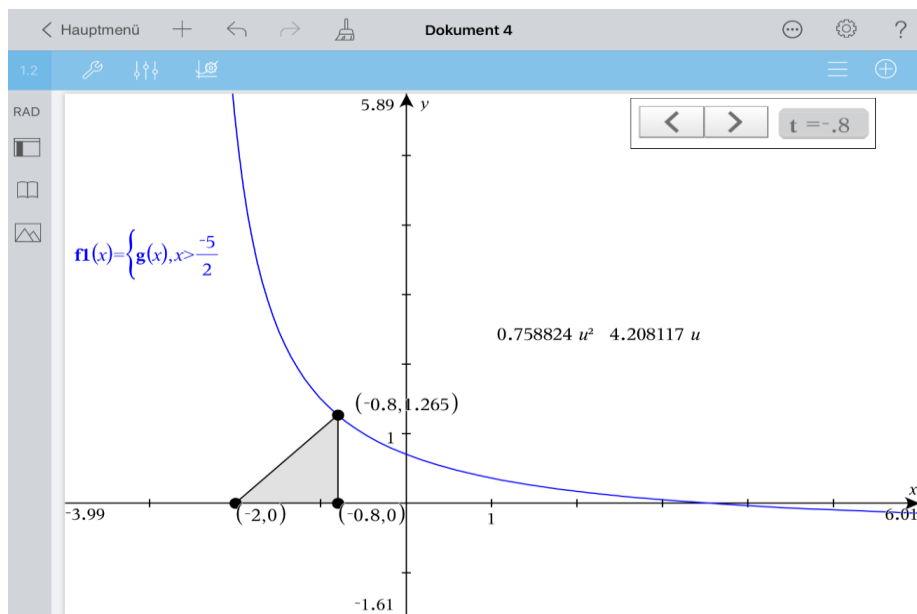 Hauptmenü Dokument 4 ?
1.2
RAD
5.89 y
t =-.8
f1(x)={g(x),x>-5/2
0.758824 u² 4.208117 u
(-0.8,1.265)
1
x
-3.99 (-2,0) (-0.8,0) 1 6.01
-1.61